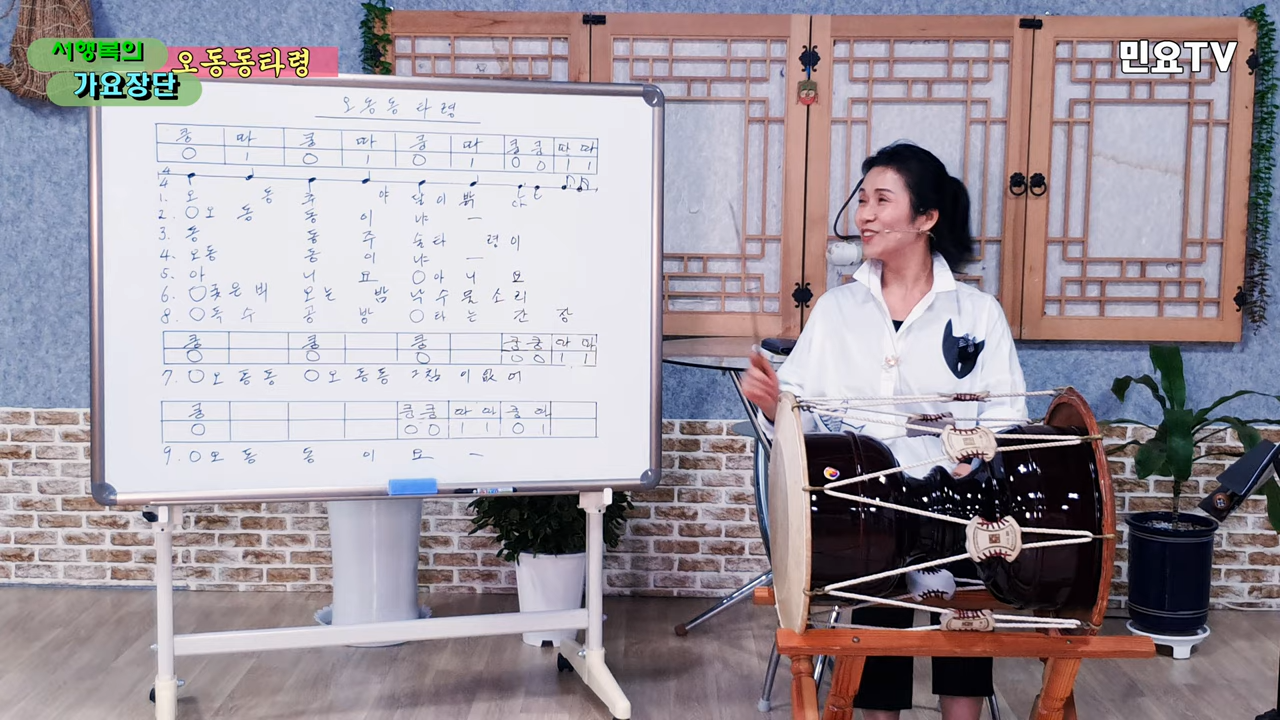 서행복의
가요장단
오동동타령
민요TV
오동동타령
쿵 따 쿵 따 쿵 따 쿵 쿵 따 따
○ | ○ | ○ | ○ ○ | |
4/4
1. 오 동 추 야 달이 밝
2. ○오 동 동 이 냐 -
3. 동 동 주 술타 령이
4. 오동 동 이 냐 -
5. 아 니 요 ○아 니 요
6. ○궂은비 오는 밤 낙수물소리
8. ○독수 공 방 ○타는 간 장
쿵 쿵 쿵 쿵 쿵 따 따
○ ○ ○ ○ ○ | |
7. ○오동동 ○오동동 그침이없어
쿵 쿵 쿵 따 따 쿵 따
○ ○ ○ | | ○ |
9. ○오 동 동 이 요 -